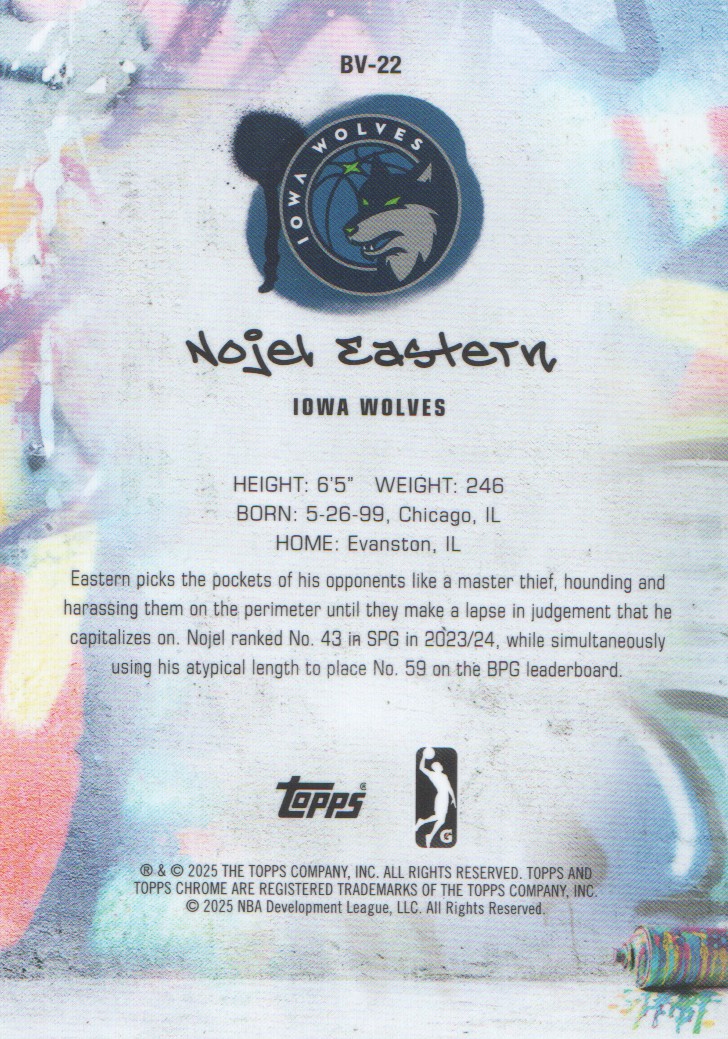 BV-22
IOWA WOLVES
Nojel Eastern
IOWA WOLVES
HEIGHT: 6'5" WEIGHT: 246
BORN: 5-26-99, Chicago, IL
HOME: Evanston, IL
Eastern picks the pockets of his opponents like a master thief, hounding and
harassing them on the perimeter until they make a lapse in judgement that he
capitalizes on. Nojel ranked No. 43 in SPG in 2023/24, while simultaneously
using his atypical length to place No. 59 on the BPG leaderboard.
Topps®
G
® & © 2025 THE TOPPS COMPANY, INC. ALL RIGHTS RESERVED. TOPPS AND
TOPPS CHROME ARE REGISTERED TRADEMARKS OF THE TOPPS COMPANY, INC.
© 2025 NBA Development League, LLC. All Rights Reserved.